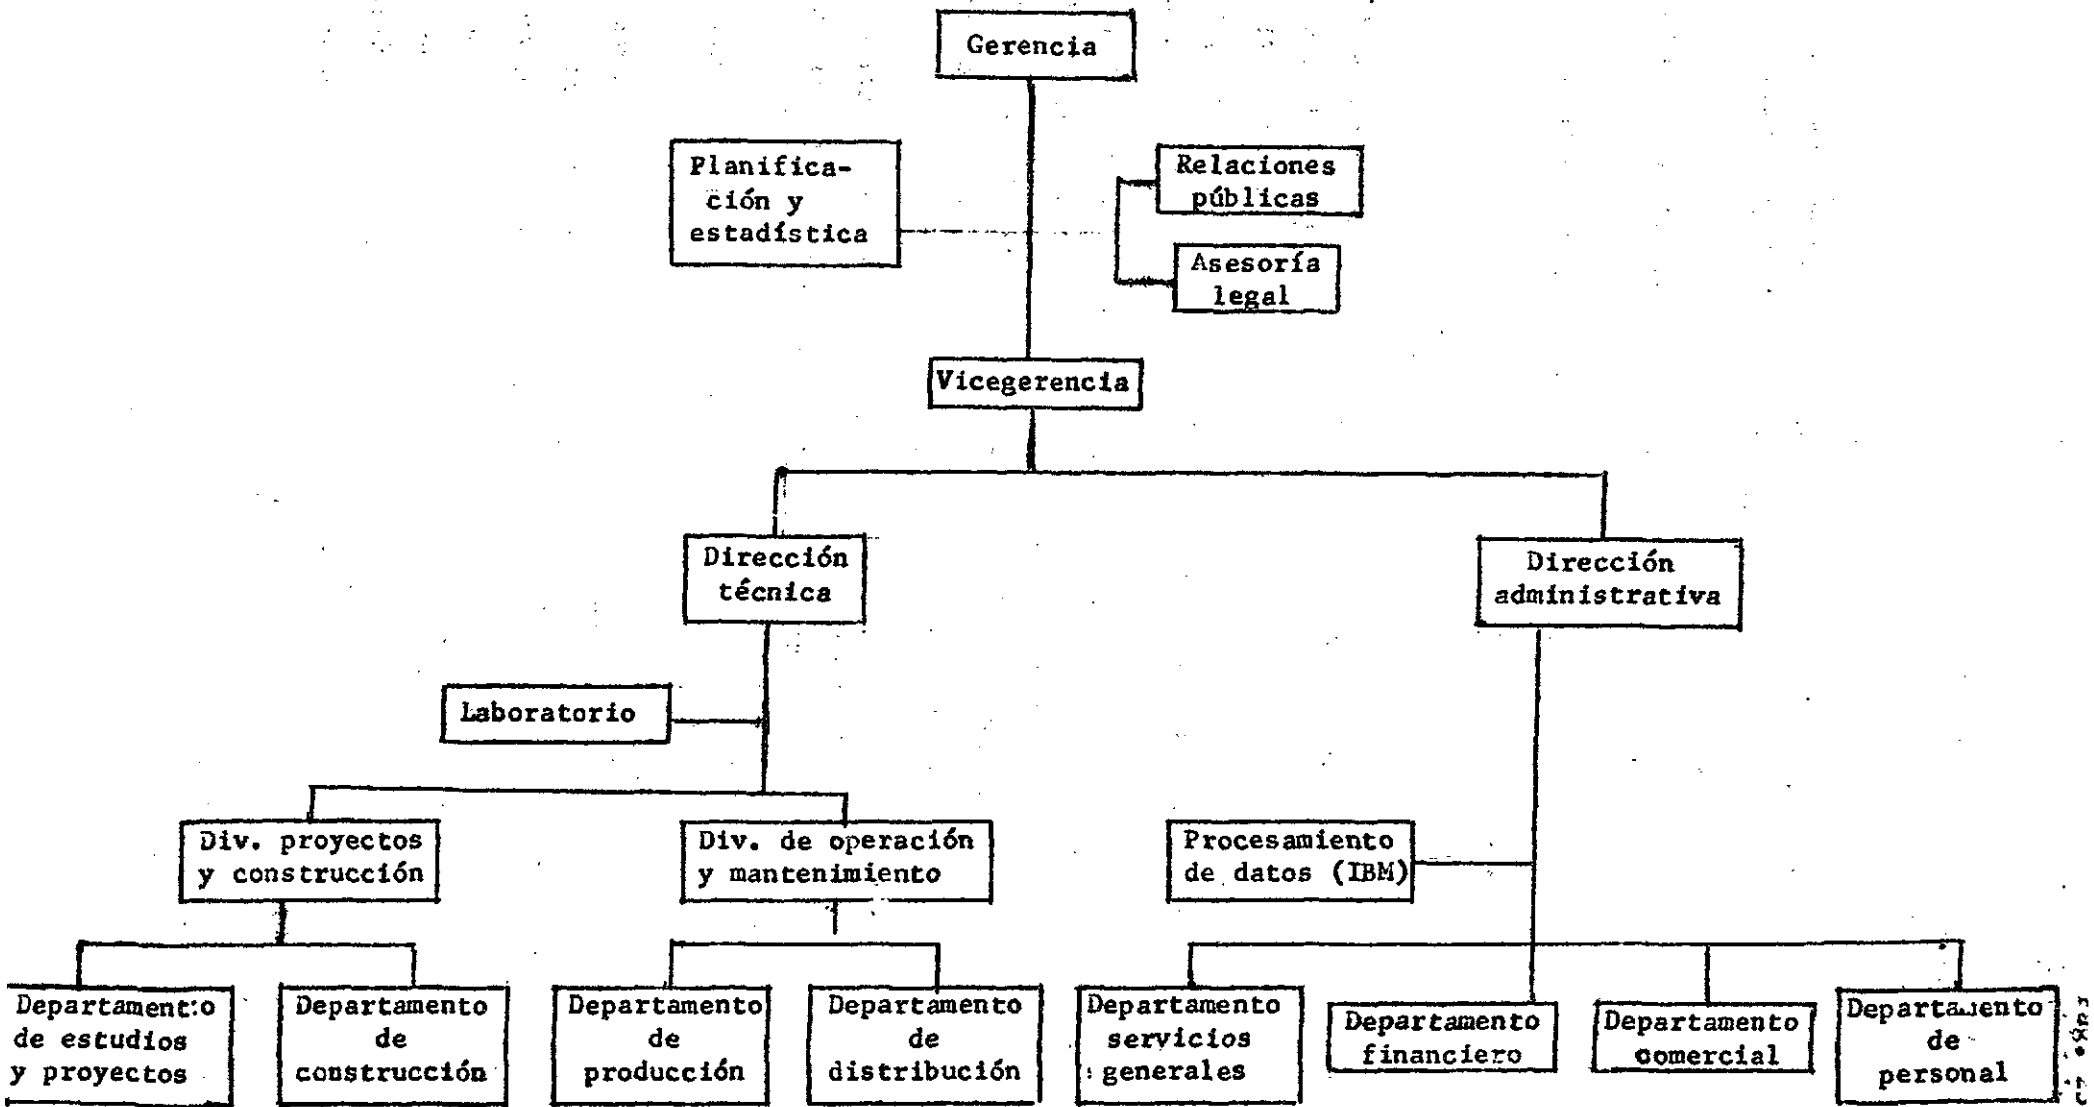 Gerencia
Planifica-
ción y
estadística
Relaciones
públicas
Asesoría
legal
Vicegerencia
Dirección
técnica
Dirección
administrativa
Laboratorio
Div. proyectos
y construcción
Div. de operación
y mantenimiento
Procesamiento
de datos (IBM)
Departamento
de estudios
y proyectos
Departamento
de
construcción
Departamento
de
producción
Departamento
de
distribución
Departamento
servicios
generales
Departamento
financiero
Departamento
comercial
Departamento
de
personal